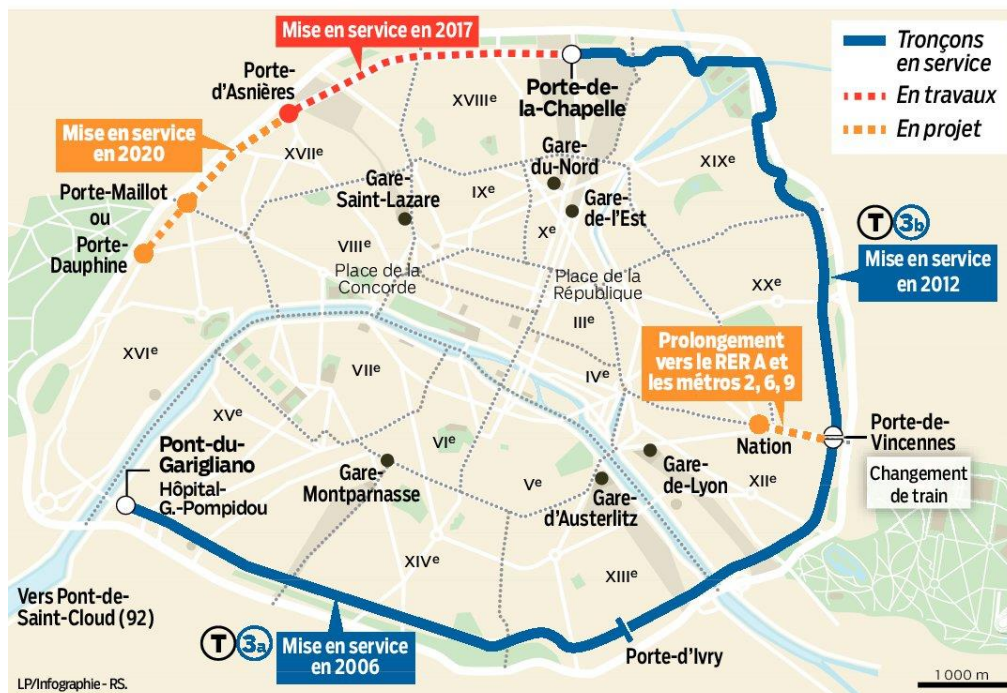 Mise en service en 2017
Tronçons
en service
En travaux
En projet
Porte-
d'Asnières
Porte-de-
la-Chapelle
XVIIIe
Mise en service
en 2020
XVIIe
Gare-
du-Nord
XIXe
Porte-Maillot
ou
Porte-
Dauphine
Gare-
Saint-Lazare
IXe
Gare-
de-l'Est
Xe
VIIIe
T 3b
Mise en service
en 2012
Place de la
Concorde
Place de la
République
XXe
IIIe
XVIe
VIIe
IVe
Prolongement
vers le RER A et
les métros 2, 6, 9
XVe
VIe
Nation
Porte-de-
Vincennes
Changement
de train
Pont-du-
Garigliano
Hôpital-
G.-Pompidou
Gare-
Montparnasse
Ve
Gare-
d'Austerlitz
Gare-
de-Lyon
XIIe
XIVe
XIIIe
Vers Pont-de-
Saint-Cloud (92)
T 3a
Mise en service
en 2006
Porte-d'Ivry
LP/Infographie - RS.
1 000 m